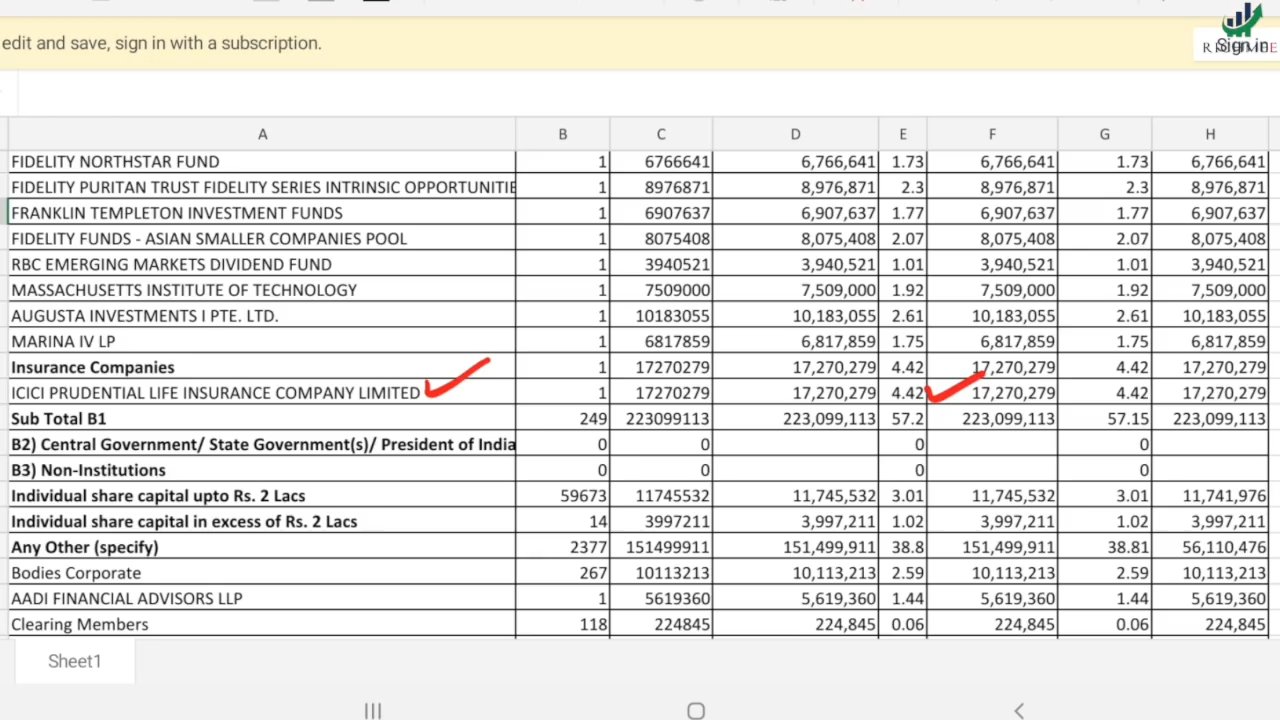 edit and save, sign in with a subscription.
Sign in
A B C D E F G H
FIDELITY NORTHSTAR FUND 1 6766641 6,766,641 1.73 6,766,641 1.73 6,766,641
FIDELITY PURITAN TRUST FIDELITY SERIES INTRINSIC OPPORTUNITIE 1 8976871 8,976,871 2.3 8,976,871 2.3 8,976,871
FRANKLIN TEMPLETON INVESTMENT FUNDS 1 6907637 6,907,637 1.77 6,907,637 1.77 6,907,637
FIDELITY FUNDS - ASIAN SMALLER COMPANIES POOL 1 8075408 8,075,408 2.07 8,075,408 2.07 8,075,408
RBC EMERGING MARKETS DIVIDEND FUND 1 3940521 3,940,521 1.01 3,940,521 1.01 3,940,521
MASSACHUSETTS INSTITUTE OF TECHNOLOGY 1 7509000 7,509,000 1.92 7,509,000 1.92 7,509,000
AUGUSTA INVESTMENTS I PTE. LTD. 1 10183055 10,183,055 2.61 10,183,055 2.61 10,183,055
MARINA IV LP 1 6817859 6,817,859 1.75 6,817,859 1.75 6,817,859
Insurance Companies 1 17270279 17,270,279 4.42 17,270,279 4.42 17,270,279
ICICI PRUDENTIAL LIFE INSURANCE COMPANY LIMITED 1 17270279 17,270,279 4.42 17,270,279 4.42 17,270,279
Sub Total B1 249 223099113 223,099,113 57.2 223,099,113 57.15 223,099,113
B2) Central Government/ State Government(s)/ President of India 0 0 0 0
B3) Non-Institutions 0 0 0 0
Individual share capital upto Rs. 2 Lacs 59673 11745532 11,745,532 3.01 11,745,532 3.01 11,741,976
Individual share capital in excess of Rs. 2 Lacs 14 3997211 3,997,211 1.02 3,997,211 1.02 3,997,211
Any Other (specify) 2377 151499911 151,499,911 38.8 151,499,911 38.81 56,110,476
Bodies Corporate 267 10113213 10,113,213 2.59 10,113,213 2.59 10,113,213
AADI FINANCIAL ADVISORS LLP 1 5619360 5,619,360 1.44 5,619,360 1.44 5,619,360
Clearing Members 118 224845 224,845 0.06 224,845 0.06 224,845
Sheet1